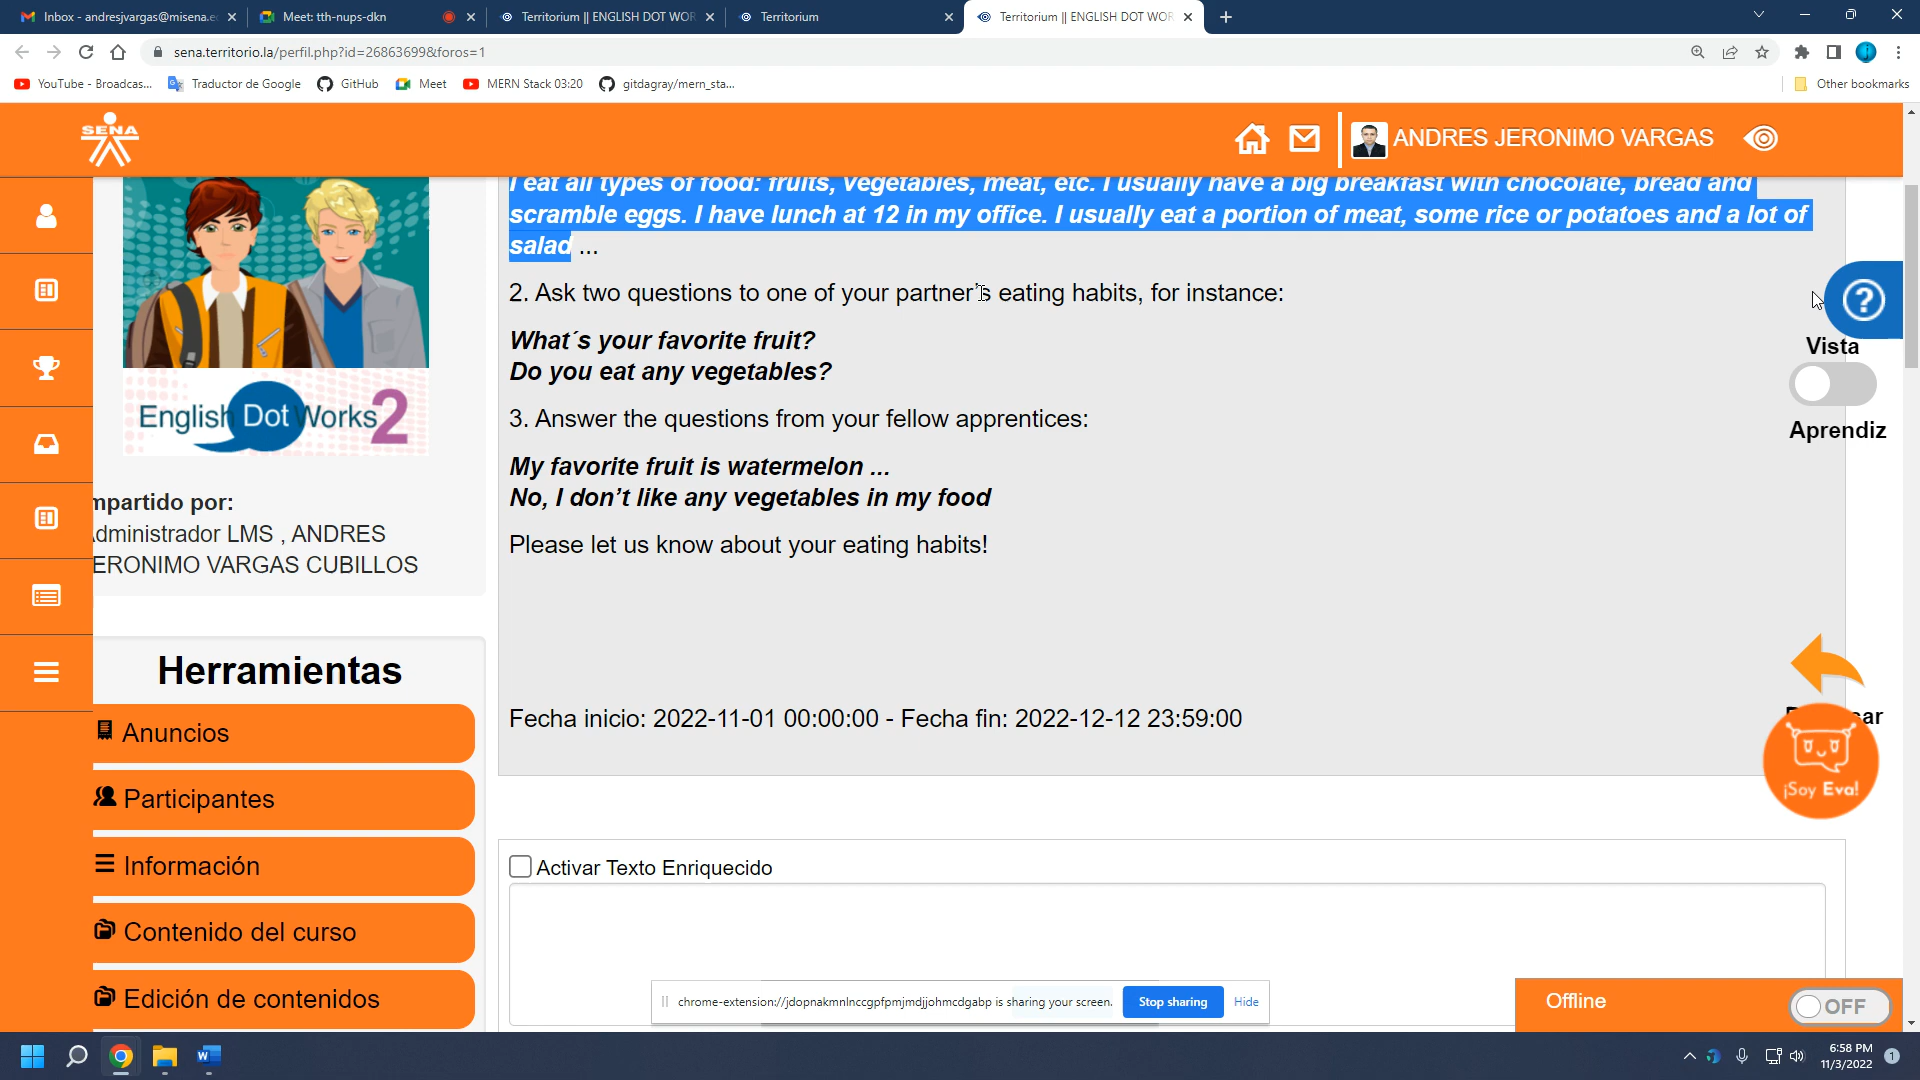 Inbox - andresjvargas@misena.e
Meet: tth-nups-dkn
Territorium || ENGLISH DOT WOR
Territorium
Territorium || ENGLISH DOT WOR
sena.territorio.la/perfil.php?id=26863699&foros=1
YouTube - Broadcas...
Traductor de Google
GitHub
Meet
MERN Stack 03:20
gitdagray/mern_sta...
Other bookmarks
SENA
ANDRES JERONIMO VARGAS
I eat all types of food: fruits, vegetables, meat, etc. I usually have a big breakfast with chocolate, bread and
scramble eggs. I have lunch at 12 in my office. I usually eat a portion of meat, some rice or potatoes and a lot of
salad ...
2. Ask two questions to one of your partner's eating habits, for instance:
What´s your favorite fruit?
Do you eat any vegetables?
3. Answer the questions from your fellow apprentices:
My favorite fruit is watermelon ...
No, I don’t like any vegetables in my food
Please let us know about your eating habits!
Fecha inicio: 2022-11-01 00:00:00 - Fecha fin: 2022-12-12 23:59:00
Activar Texto Enriquecido
English Dot Works 2
mpartido por:
dministrador LMS , ANDRES
ERONIMO VARGAS CUBILLOS
Herramientas
Anuncios
Participantes
Información
Contenido del curso
Edición de contenidos
Vista
Aprendiz
¡Soy Eva!
chrome-extension://jdopnakmnlnccgpfpmjmdjjohmcdgabp is sharing your screen.
Stop sharing
Hide
Offline
OFF
6:58 PM
11/3/2022
1